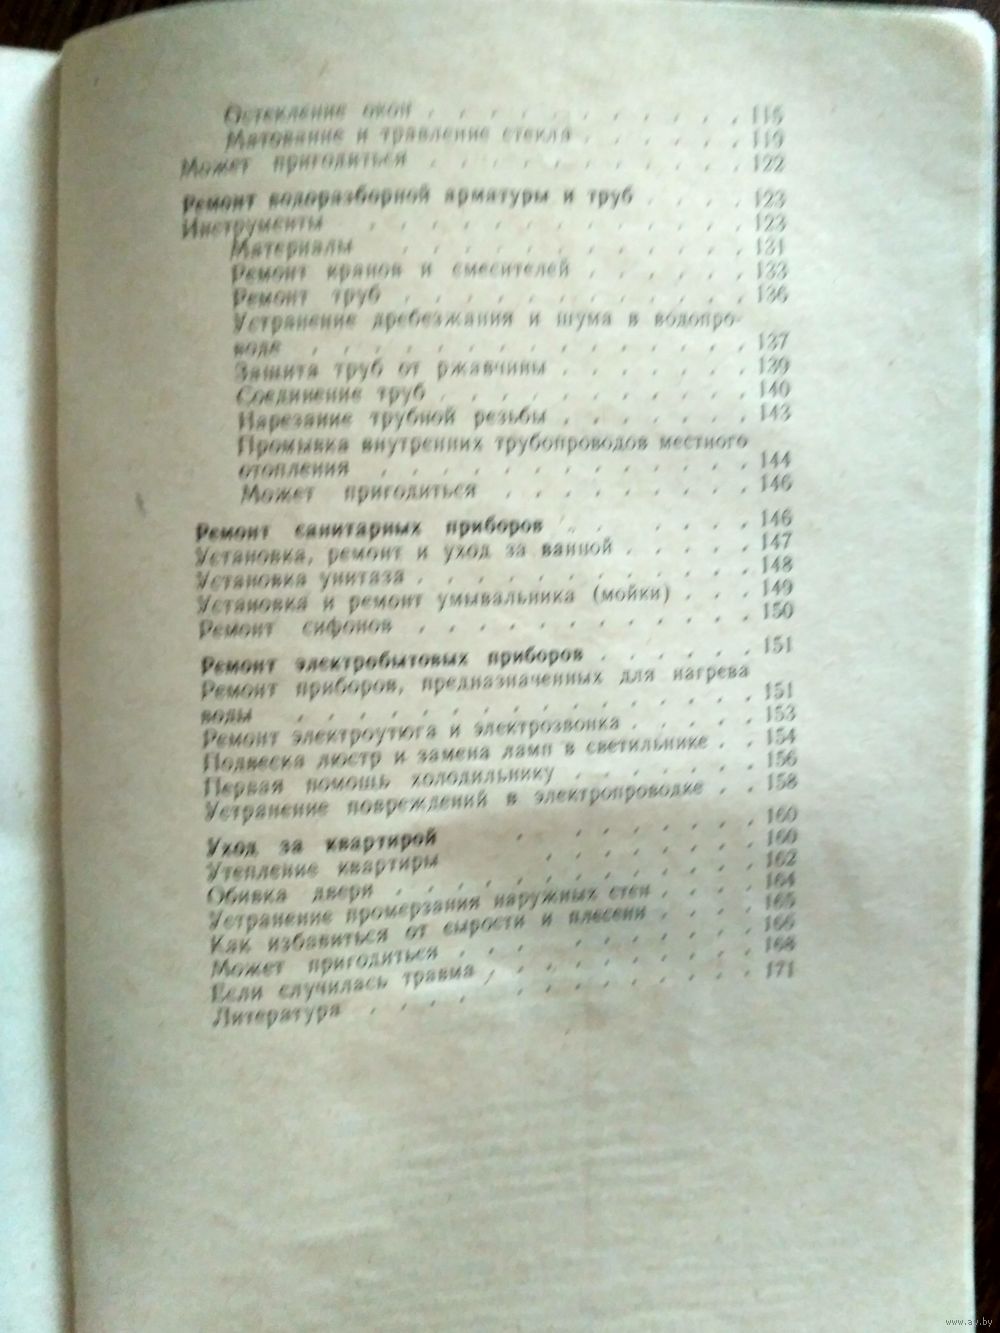 Остекление окон . . . . . . . . . . . 116
Матование и травление стекла . . . . . . 119
Может пригодиться . . . . . . . . . . . 122
Ремонт водоразборной арматуры и труб . . . . 123
Инструменты . . . . . . . . . . . . . 123
Материалы . . . . . . . . . . . . 131
Ремонт кранов и смесителей . . . . . . 133
Ремонт труб . . . . . . . . . . . . 136
Устранение дребезжания и шума в водопро-
воде . . . . . . . . . . . . . . . 137
Защита труб от ржавчины . . . . . . . 139
Соединение труб . . . . . . . . . . . 140
Нарезание трубной резьбы . . . . . . . 143
Промывка внутренних трубопроводов местного
отопления . . . . . . . . . . . . . 144
Может пригодиться . . . . . . . . . 146
Ремонт санитарных приборов . . . . . . 146
Установка, ремонт и уход за ванной . . . . . 147
Установка унитаза . . . . . . . . . . . . 148
Установка и ремонт умывальника (мойки) . . . 149
Ремонт сифонов . . . . . . . . . . . . 150
Ремонт электробытовых приборов . . . . . . 151
Ремонт приборов, предназначенных для нагрева
воды . . . . . . . . . . . . . . . . 151
Ремонт электроутюга и электрозвонка . . . . . 153
Подвеска люстр и замена ламп в светильнике . . 154
Первая помощь холодильнику . . . . . . . 156
Устранение повреждений в электропроводке . . 158
Уход за квартирой . . . . . . . . 160
Утепление квартиры . . . . . . . . 160
Обивка двери . . . . . . . . . . . . . 162
Устранение промерзания наружных стен . . . . 164
Как избавиться от сырости и плесени . . . . 165
Может пригодиться . . . . . . . . . . 166
Если случилась травма . . . . . . . . . 168
Литература . . . . . . . . . . . . . 171
www.ay.by